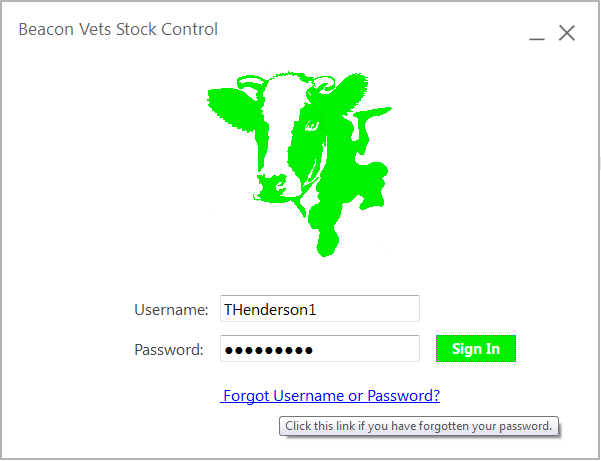 Beacon Vets Stock Control
Username: THenderson1
Password: ●●●●●●●●● Sign In
Forgot Username or Password?
Click this link if you have forgotten your password.